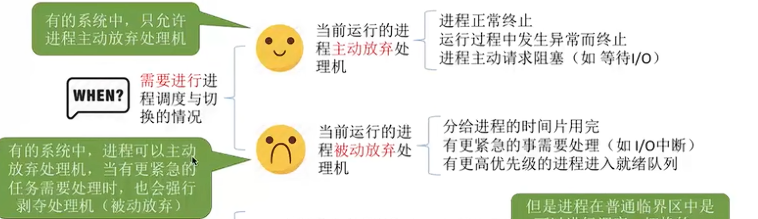 有的系统中，只允许
进程主动放弃处理机
当前运行的进
程主动放弃处
理机
进程正常终止
运行过程中发生异常而终止
进程主动请求阻塞（如 等待I/O）
WHEN?
需要进行进
程调度与切
换的情况
有的系统中，进程可以主动
放弃处理机，当有更紧急的
任务需要处理时，也会强行
剥夺处理机（被动放弃）
当前运行的进
程被动放弃处
理机
分给进程的时间片用完
有更紧急的事需要处理（如 I/O中断）
有更高优先级的进程进入就绪队列
但是进程在普通临界区中是